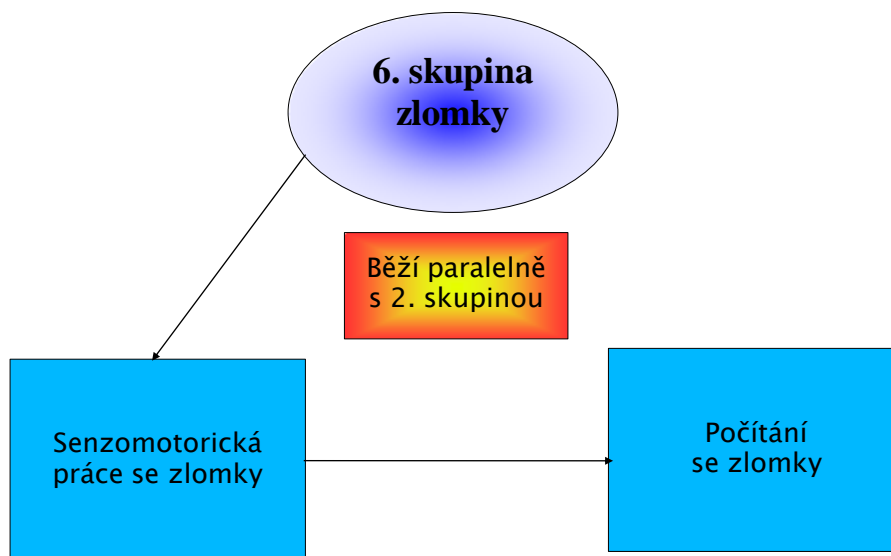 6. skupina
zlomky
Běží paralelně
s 2. skupinou
Senzomotorická
práce se zlomky
Počítání
se zlomky